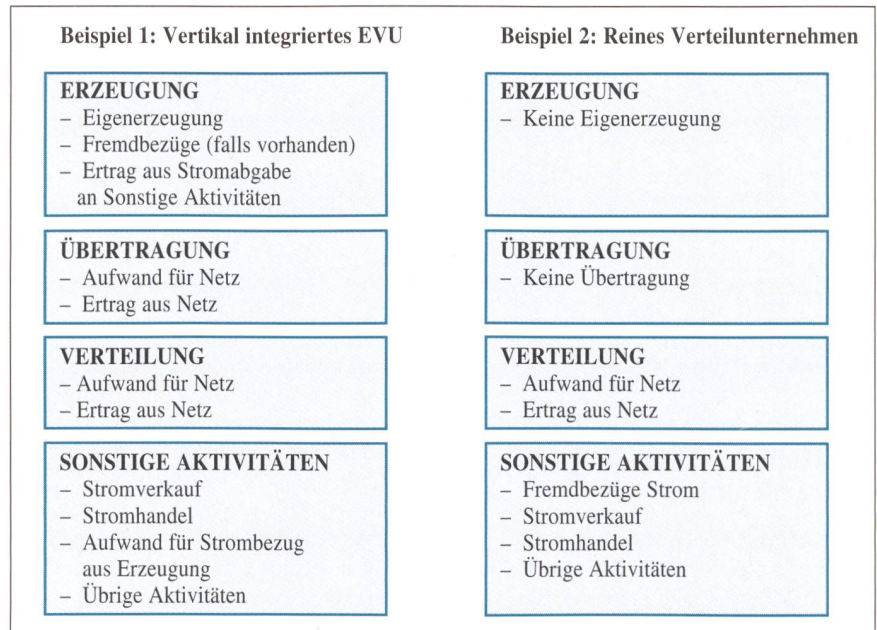 Beispiel 1: Vertikal integriertes EVU
ERZEUGUNG
– Eigenerzeugung
– Fremdbezüge (falls vorhanden)
– Ertrag aus Stromabgabe
an Sonstige Aktivitäten
ÜBERTRAGUNG
– Aufwand für Netz
– Ertrag aus Netz
VERTEILUNG
– Aufwand für Netz
– Ertrag aus Netz
SONSTIGE AKTIVITÄTEN
– Stromverkauf
– Stromhandel
– Aufwand für Strombezug
aus Erzeugung
– Übrige Aktivitäten
Beispiel 2: Reines Verteilunternehmen
ERZEUGUNG
– Keine Eigenerzeugung
ÜBERTRAGUNG
– Keine Übertragung
VERTEILUNG
– Aufwand für Netz
– Ertrag aus Netz
SONSTIGE AKTIVITÄTEN
– Fremdbezüge Strom
– Stromverkauf
– Stromhandel
– Übrige Aktivitäten